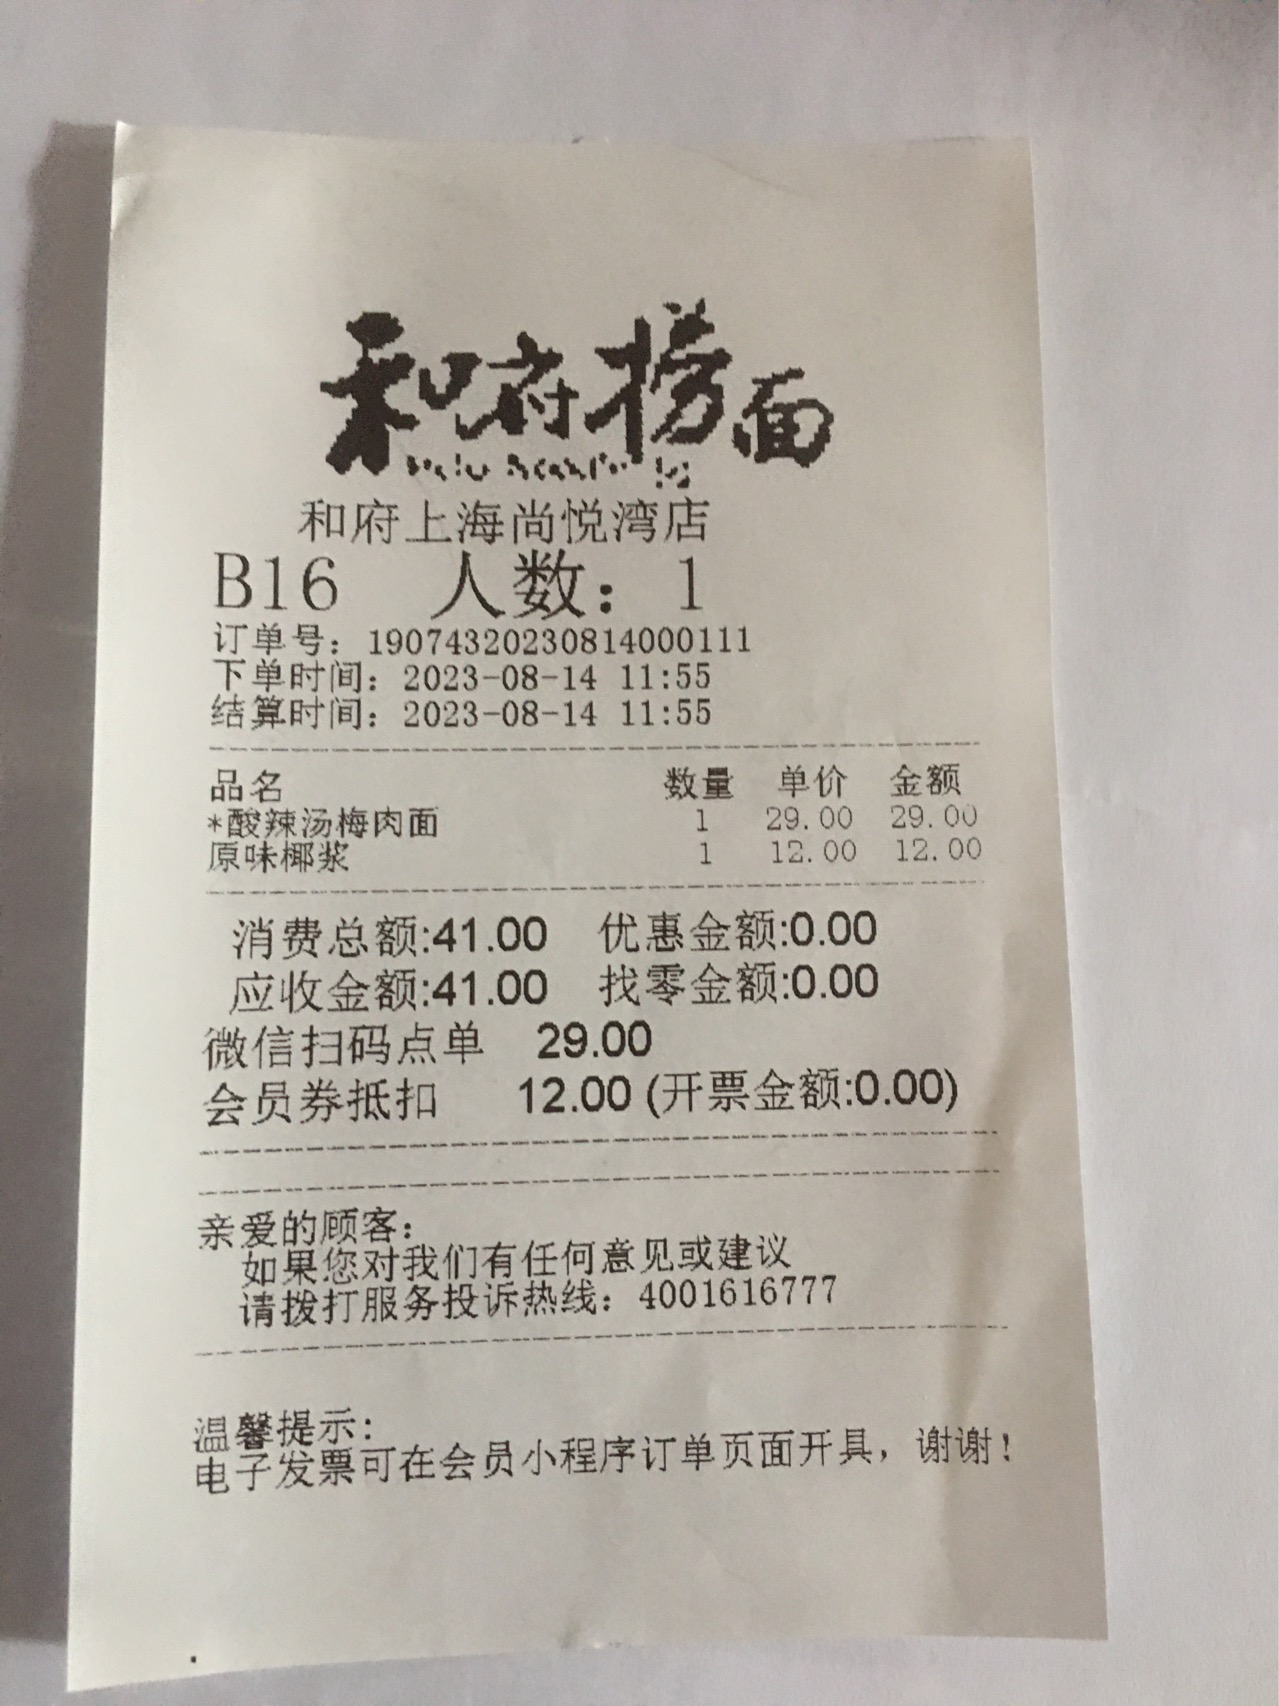 和府捞面
和府上海尚悦湾店
B16 人数：1
订单号：19074320230814000111
下单时间：2023-08-14 11:55
结算时间：2023-08-14 11:55
品名 数量 单价 金额
*酸辣汤梅肉面 1 29.00 29.00
原味椰浆 1 12.00 12.00
消费总额:41.00 优惠金额:0.00
应收金额:41.00 找零金额:0.00
微信扫码点单 29.00
会员券抵扣 12.00 (开票金额:0.00)
亲爱的顾客：
如果您对我们有任何意见或建议
请拨打服务投诉热线：4001616777
温馨提示：
电子发票可在会员小程序订单页面开具，谢谢！